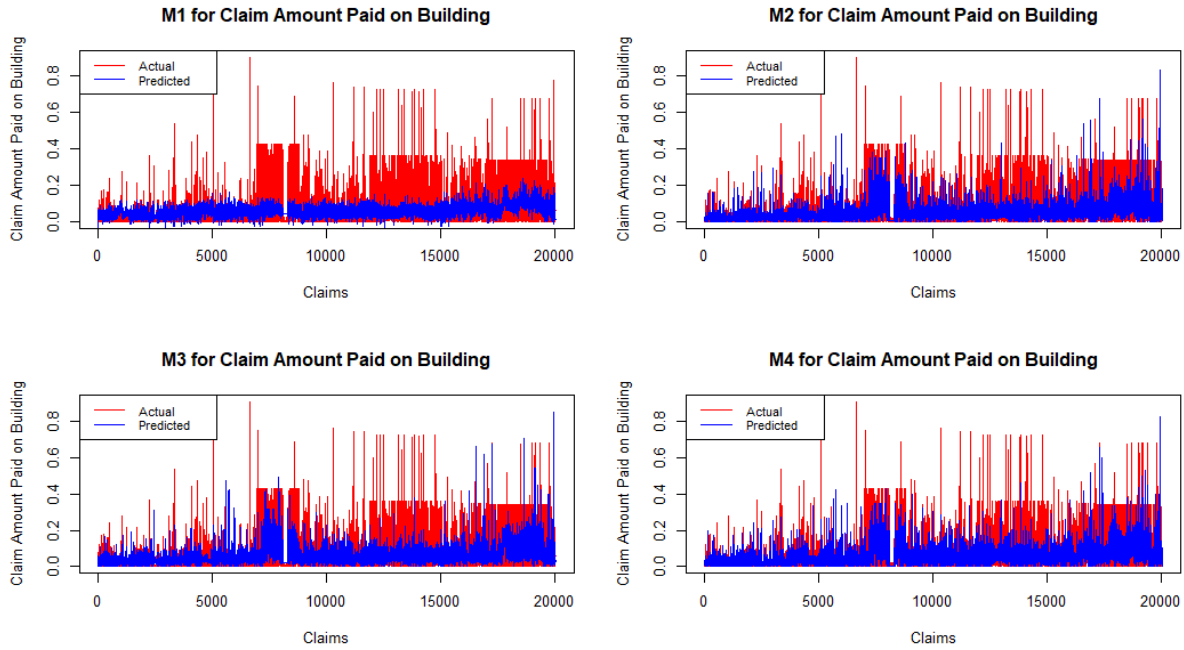 M1 for Claim Amount Paid on Building
Claim Amount Paid on Building
0.0 0.2 0.4 0.6 0.8
Actual
Predicted
0 5000 10000 15000 20000
Claims
M2 for Claim Amount Paid on Building
Claim Amount Paid on Building
0.0 0.2 0.4 0.6 0.8
Actual
Predicted
0 5000 10000 15000 20000
Claims
M3 for Claim Amount Paid on Building
Claim Amount Paid on Building
0.0 0.2 0.4 0.6 0.8
Actual
Predicted
0 5000 10000 15000 20000
Claims
M4 for Claim Amount Paid on Building
Claim Amount Paid on Building
0.0 0.2 0.4 0.6 0.8
Actual
Predicted
0 5000 10000 15000 20000
Claims